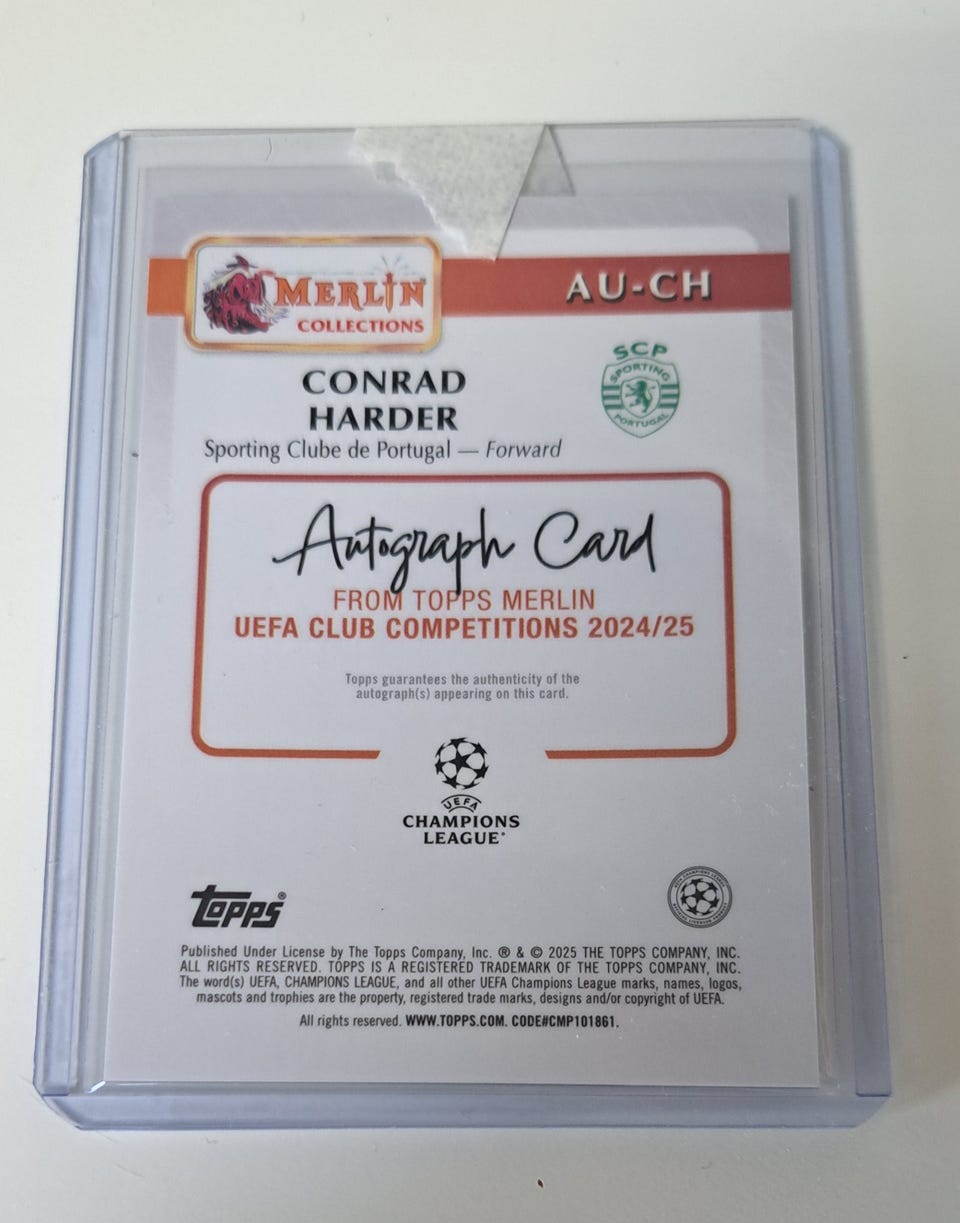 MERLIN
COLLECTIONS
AU-CH
CONRAD
HARDER
Sporting Clube de Portugal — Forward
SCP
SPORTING
PORTUGAL
Autograph Card
FROM TOPPS MERLIN
UEFA CLUB COMPETITIONS 2024/25
Topps guarantees the authenticity of the
autograph(s) appearing on this card.
UEFA
CHAMPIONS
LEAGUE®
Topps®
Published Under License by The Topps Company, Inc. ® & © 2025 THE TOPPS COMPANY, INC.
ALL RIGHTS RESERVED. TOPPS IS A REGISTERED TRADEMARK OF THE TOPPS COMPANY, INC.
The word(s) UEFA, CHAMPIONS LEAGUE, and all other UEFA Champions League marks, names, logos,
mascots and trophies are the property, registered trade marks, designs and/or copyright of UEFA.
All rights reserved. WWW.TOPPS.COM. CODE#CMP101861.